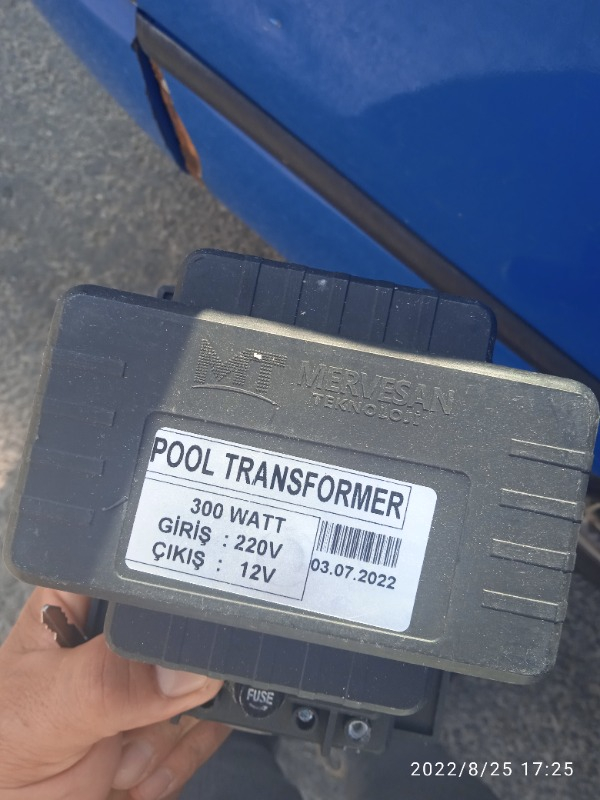 MT MERVESAN
TEKNOLOJİ
POOL TRANSFORMER
300 WATT
GİRİŞ : 220V
ÇIKIŞ : 12V
03.07.2022
FUSE
2022/8/25 17:25